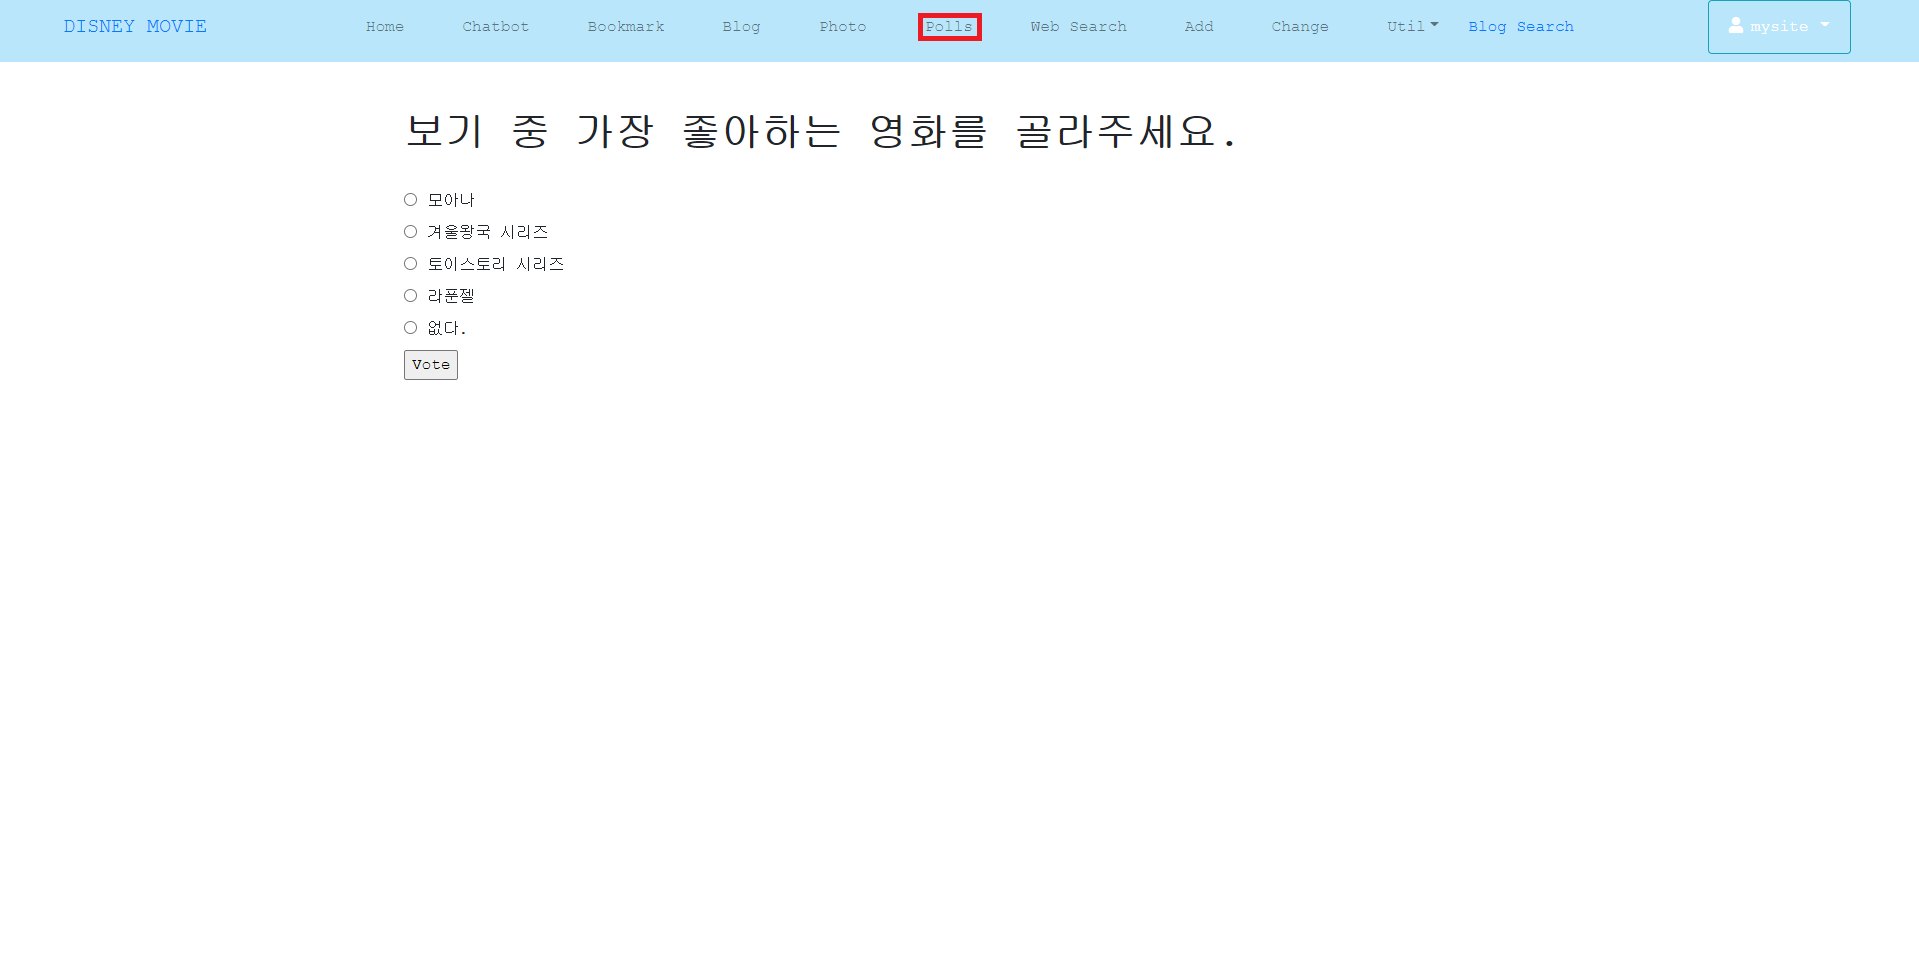 DISNEY MOVIE Home Chatbot Bookmark Blog Photo Polls Web Search Add Change Util Blog Search mysite
보기 중 가장 좋아하는 영화를 골라주세요.
모아나
겨울왕국 시리즈
토이스토리 시리즈
라푼젤
없다.
Vote